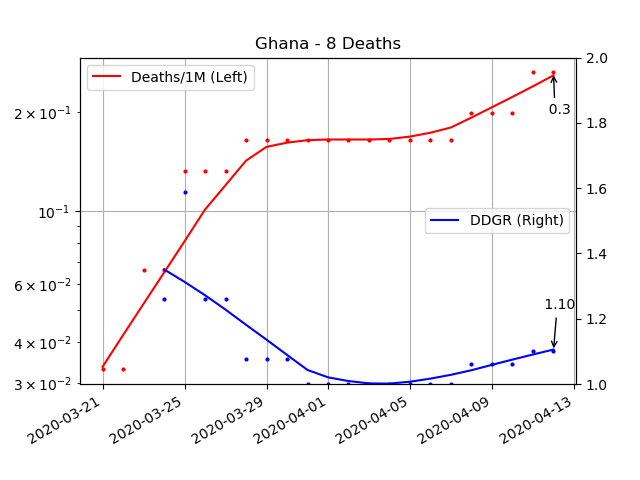 Ghana - 8 Deaths
Deaths/1M (Left)
DDGR (Right)
0.3
1.10
2 × 10⁻¹
10⁻¹
6 × 10⁻²
4 × 10⁻²
3 × 10⁻²
2.0
1.8
1.6
1.4
1.2
1.0
2020-03-21
2020-03-25
2020-03-29
2020-04-01
2020-04-05
2020-04-09
2020-04-13